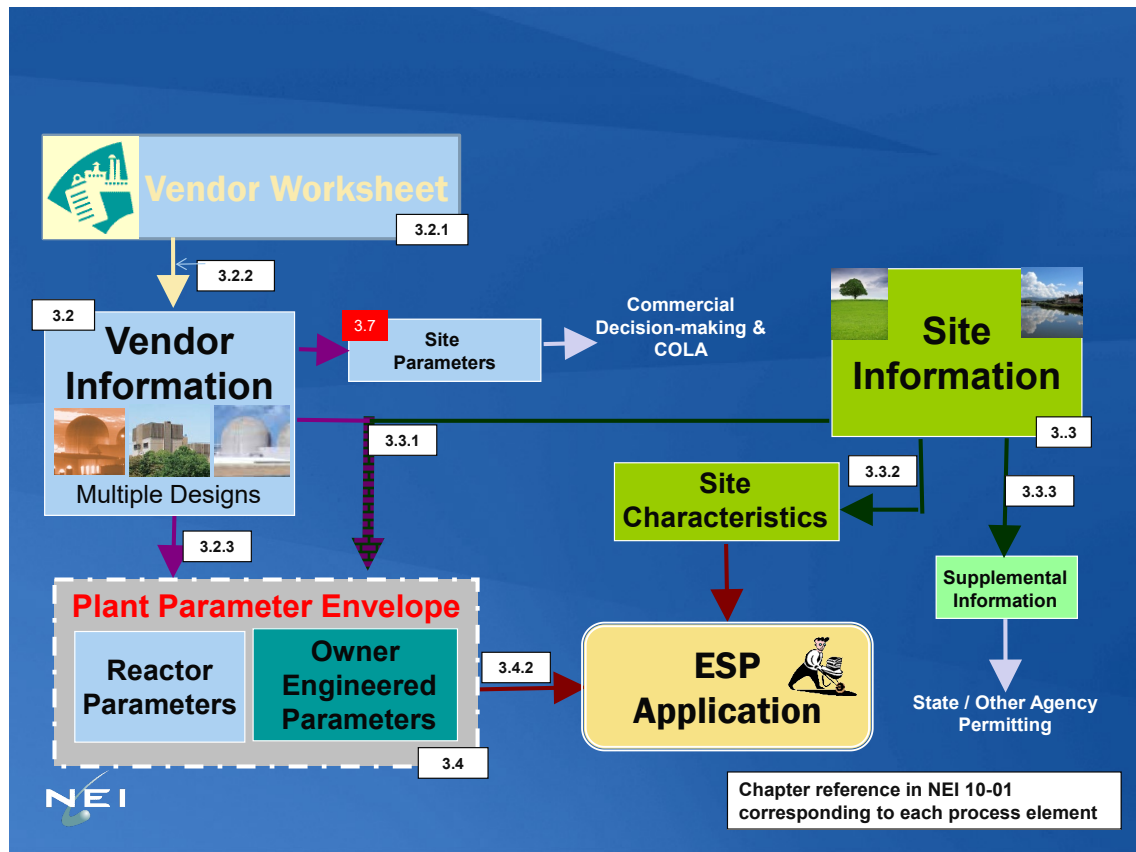 Vendor Worksheet
3.2.1
3.2.2
3.2
Vendor
Information
Multiple Designs
3.7
Site
Parameters
Commercial
Decision-making &
COLA
Site
Information
3..3
3.3.1
3.3.2
3.3.3
Site
Characteristics
3.2.3
Supplemental
Information
Plant Parameter Envelope
Reactor
Parameters
Owner
Engineered
Parameters
3.4.2
3.4
ESP
Application
State / Other Agency
Permitting
NEI
Chapter reference in NEI 10-01
corresponding to each process element